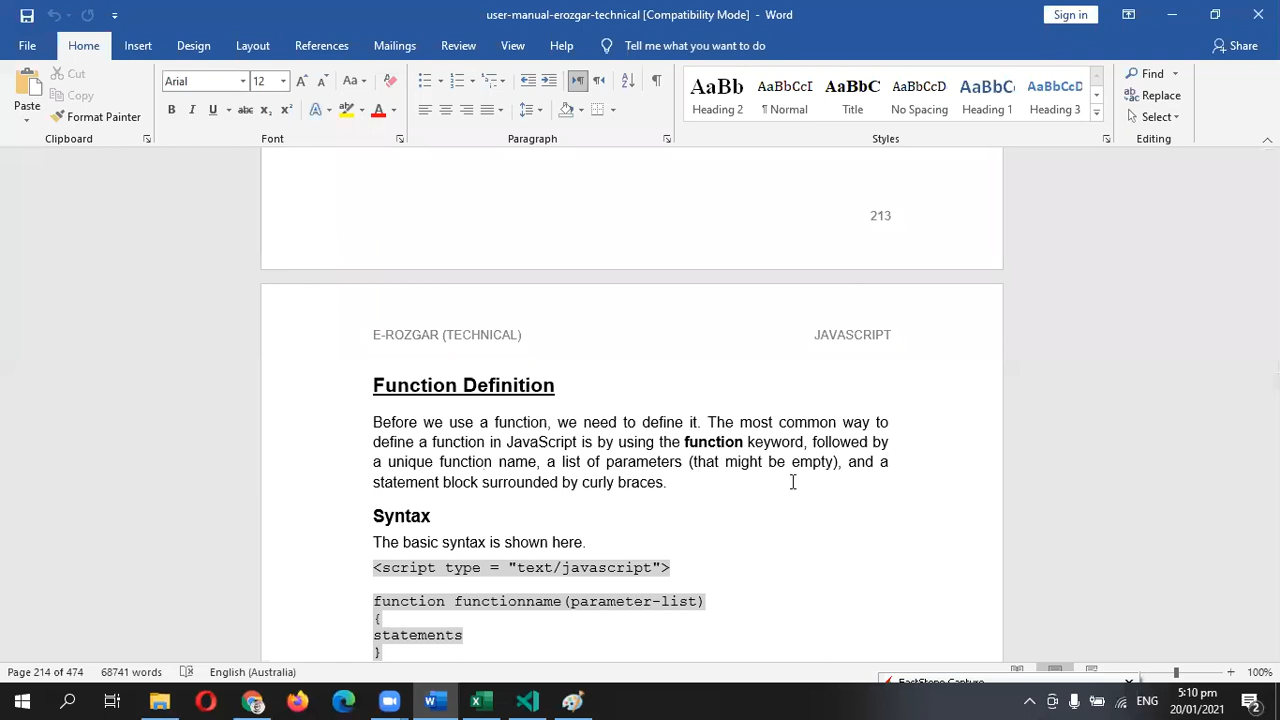 user-manual-erozgar-technical [Compatibility Mode] - Word
Sign in
File Home Insert Design Layout References Mailings Review View Help Tell me what you want to do Share
Paste
Cut
Copy
Format Painter
Clipboard
Arial 12
Font
Paragraph
AaBb AaBbCcI AaBbC AaBbCcD AaBbC AaBbCcD
Heading 2 ¶ Normal Title No Spacing Heading 1 Heading 3
Styles
Find
Replace
Select
Editing
213
E-ROZGAR (TECHNICAL) JAVASCRIPT
Function Definition
Before we use a function, we need to define it. The most common way to
define a function in JavaScript is by using the function keyword, followed by
a unique function name, a list of parameters (that might be empty), and a
statement block surrounded by curly braces.
Syntax
The basic syntax is shown here.
<script type = "text/javascript">
function functionname(parameter-list)
{
statements
}
Page 214 of 474 68741 words English (Australia) 100%
FastStone Capture
ENG
5:10 pm
20/01/2021
2